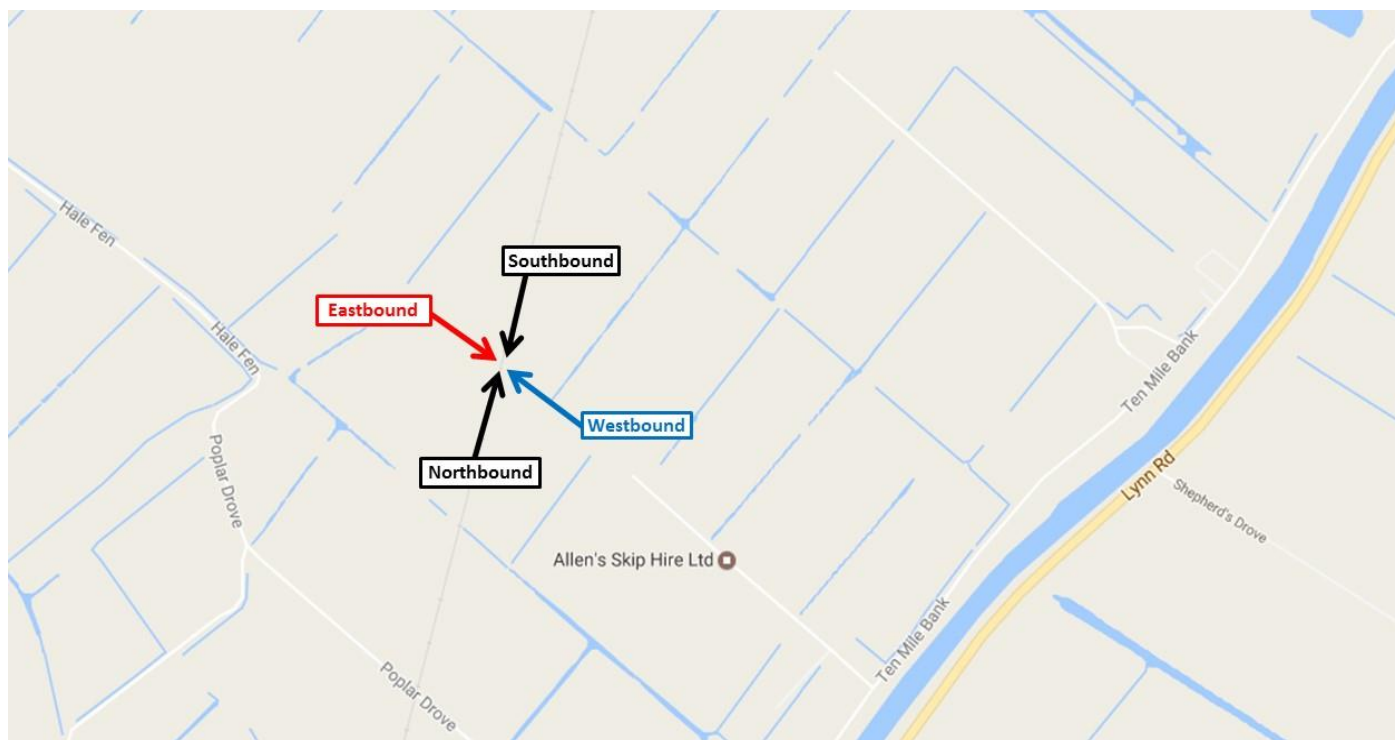 Hale Fen
Southbound
Eastbound
Hale Fen
Ten Mile Bank
Westbound
Poplar Drove
Northbound
Lynn Rd
Shepherd's Drove
Allen's Skip Hire Ltd
Ten Mile Bank
Poplar Drove